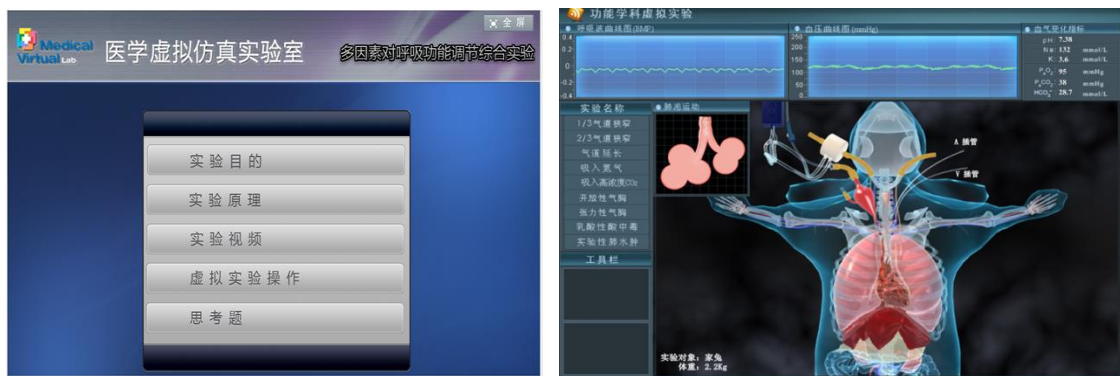 全屏
Medical
Virtual Lab
医学虚拟仿真实验室
多因素对呼吸功能调节综合实验
实验目的
实验原理
实验视频
虚拟实验操作
思考题
功能学科虚拟实验
呼吸波曲线图(BMP)
0.4
0.2
0
-0.2
-0.4
血压曲线图(mmHg)
250
200
150
100
50
0
血气变化指标
pH: 7.38
Na: 132 mmol/L
K: 3.6 mmol/L
PaO2: 95 mmHg
PaCO2: 38 mmHg
HCO3-: 28.7 mmol/L
实验名称
1/3气道狭窄
2/3气道狭窄
气道延长
吸入氮气
吸入高浓度CO2
开放性气胸
张力性气胸
乳酸性酸中毒
实验性肺水肿
工具栏
肺泡运动
A 插管
V 插管
实验对象：家兔
体重：2.2Kg